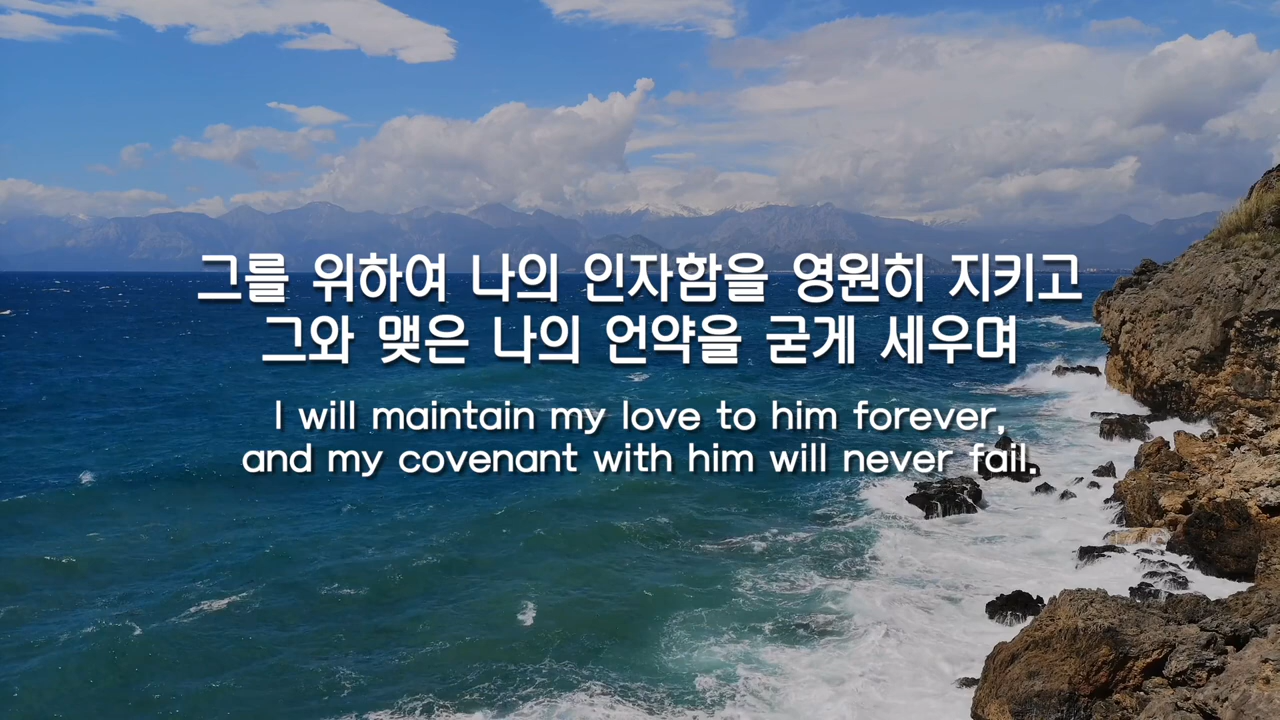 그를 위하여 나의 인자함을 영원히 지키고
그와 맺은 나의 언약을 굳게 세우며
I will maintain my love to him forever,
and my covenant with him will never fail.